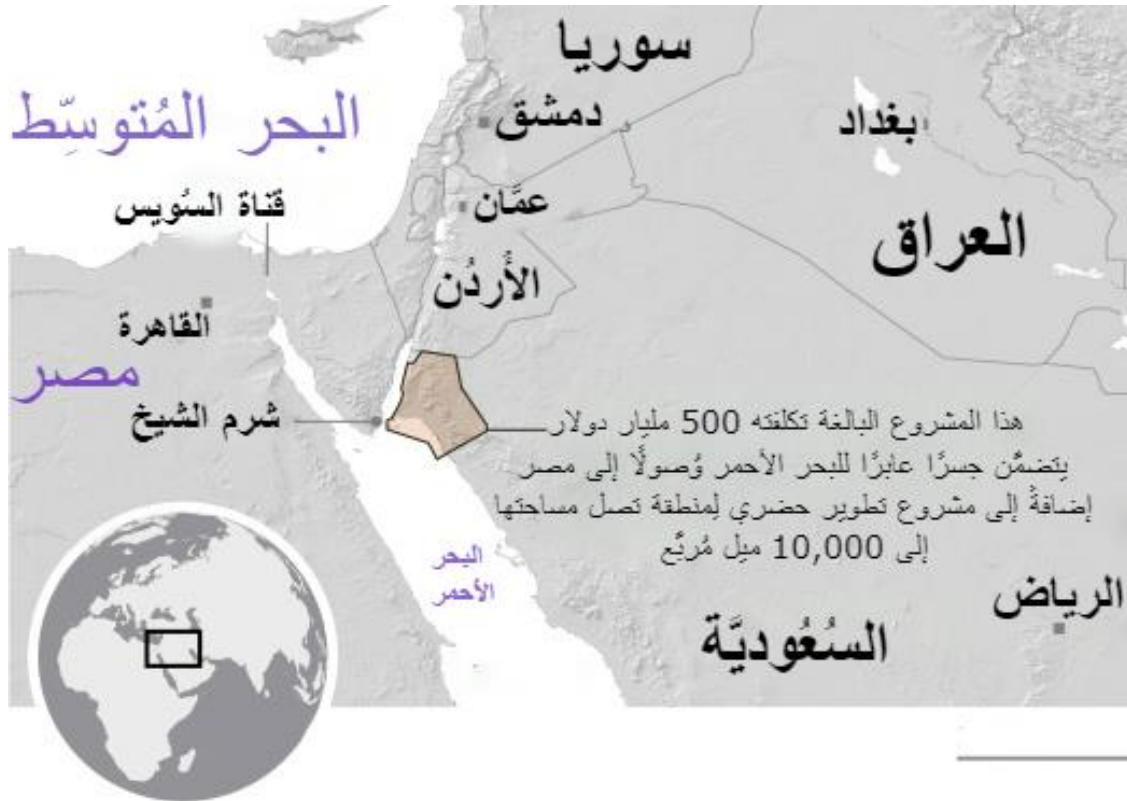 سوريا
البحر المُتوسِّط
دمشق
بغداد
قناة السُويس
عمَّان
العراق
الأُردُن
القاهرة
مصر
شرم الشيخ
هذا المشروع البالغة تكلفته 500 مليار دولار
يتضمَّن جسرًا عابرًا للبحر الأحمر وُصولًا إلى مصر
إضافةً إلى مشروع تطوير حضري لِمنطقة تصل مساحتها
إلى 10,000 ميل مُربَّع
البحر
الأحمر
الرياض
السُعُوديَّة